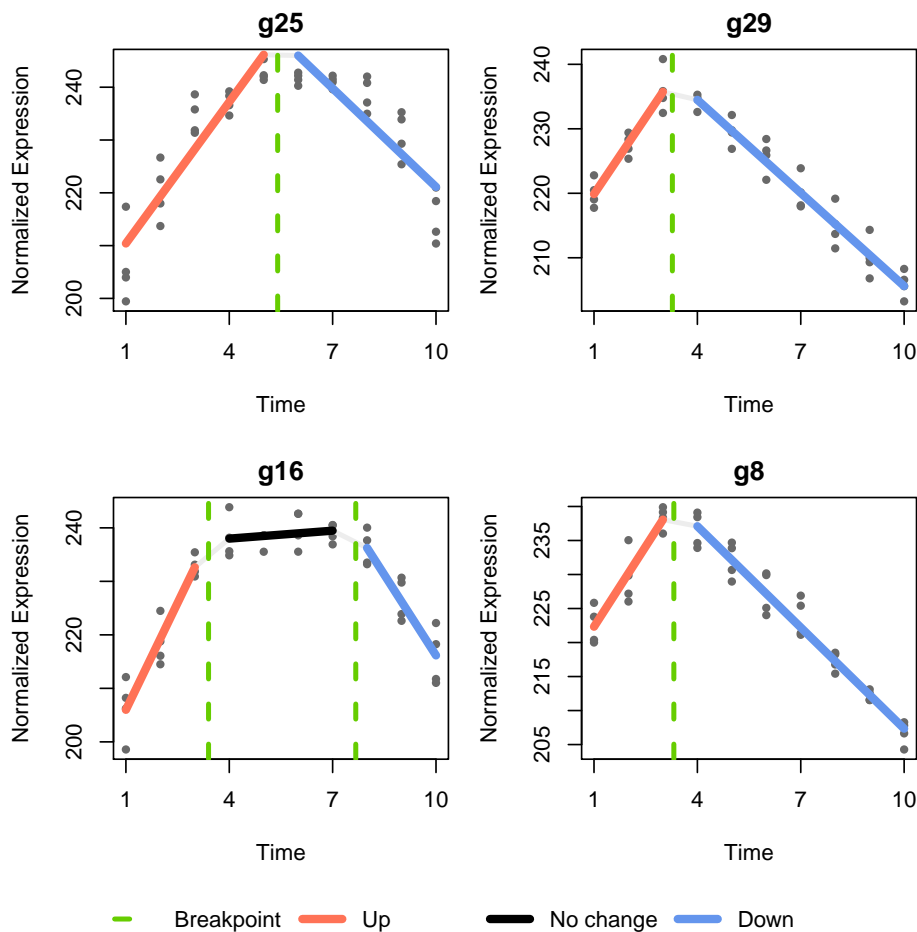 g25
Normalized Expression
200
220
240
1 4 7 10
Time
g29
Normalized Expression
210
220
230
240
1 4 7 10
Time
g16
Normalized Expression
200
220
240
1 4 7 10
Time
g8
Normalized Expression
205
215
225
235
1 4 7 10
Time
Breakpoint Up No change Down